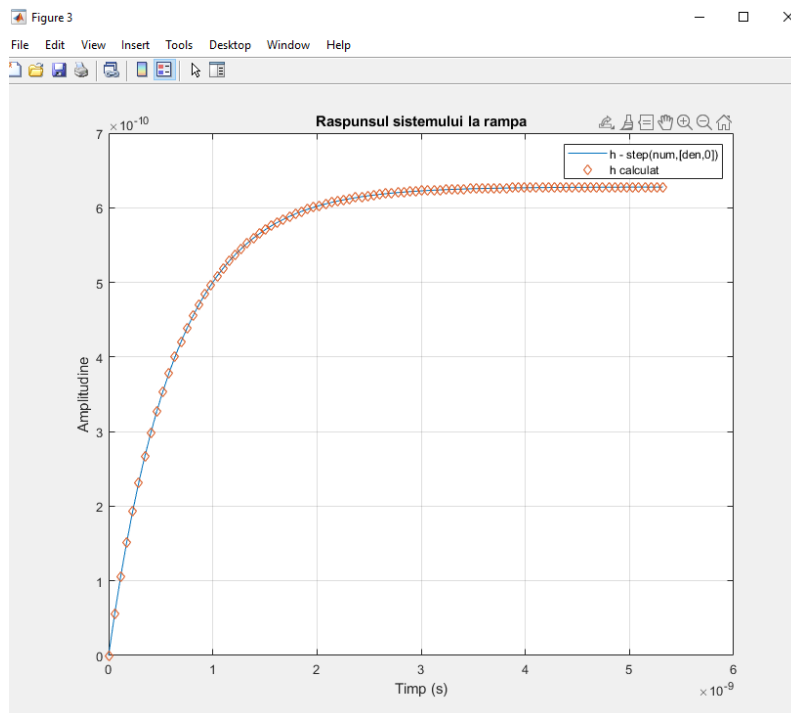 Figure 3
File Edit View Insert Tools Desktop Window Help
Raspunsul sistemului la rampa
×10⁻¹⁰
h - step(num,[den,0])
h calculat
7
6
5
4
3
2
1
0
Amplitudine
0 1 2 3 4 5 6
Timp (s)
×10⁻⁹